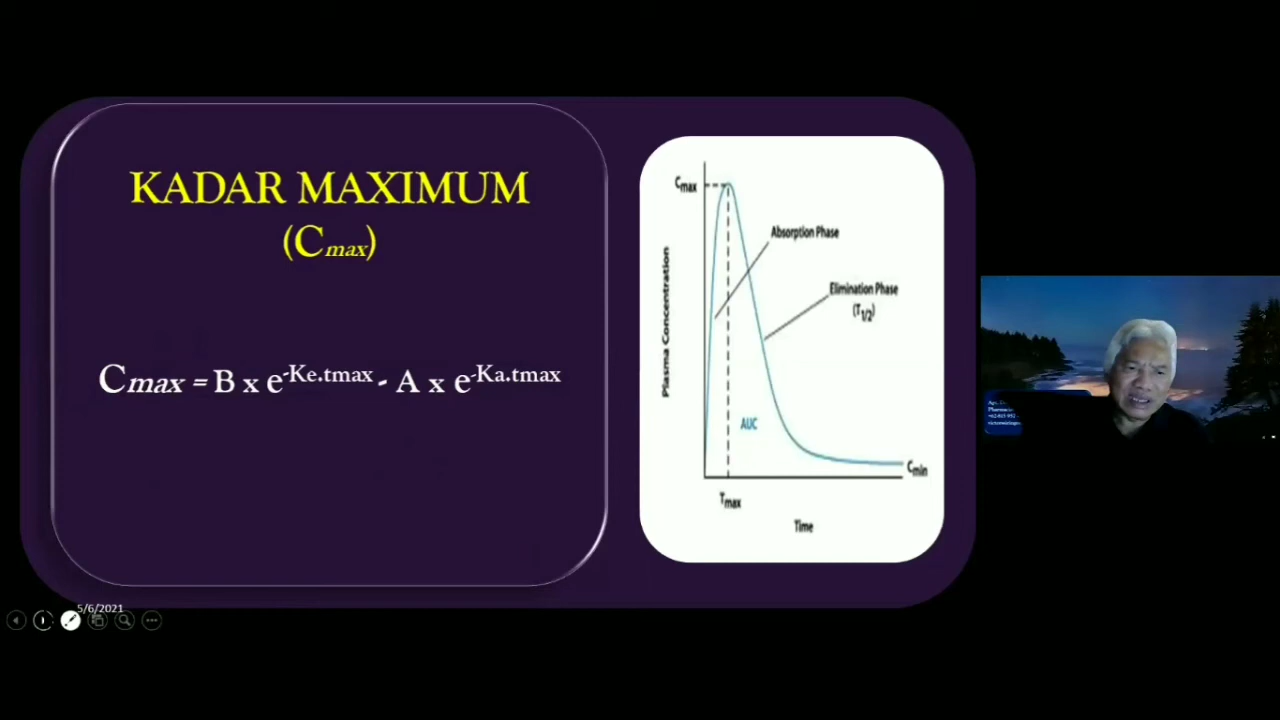 KADAR MAXIMUM
(Cmax)
Cmax = B x e-Ke.tmax - A x e-Ka.tmax
Cmax
Absorption Phase
Elimination Phase
(T1/2)
Plasma Concentration
AUC
Cmin
Tmax
Time
5/6/2021